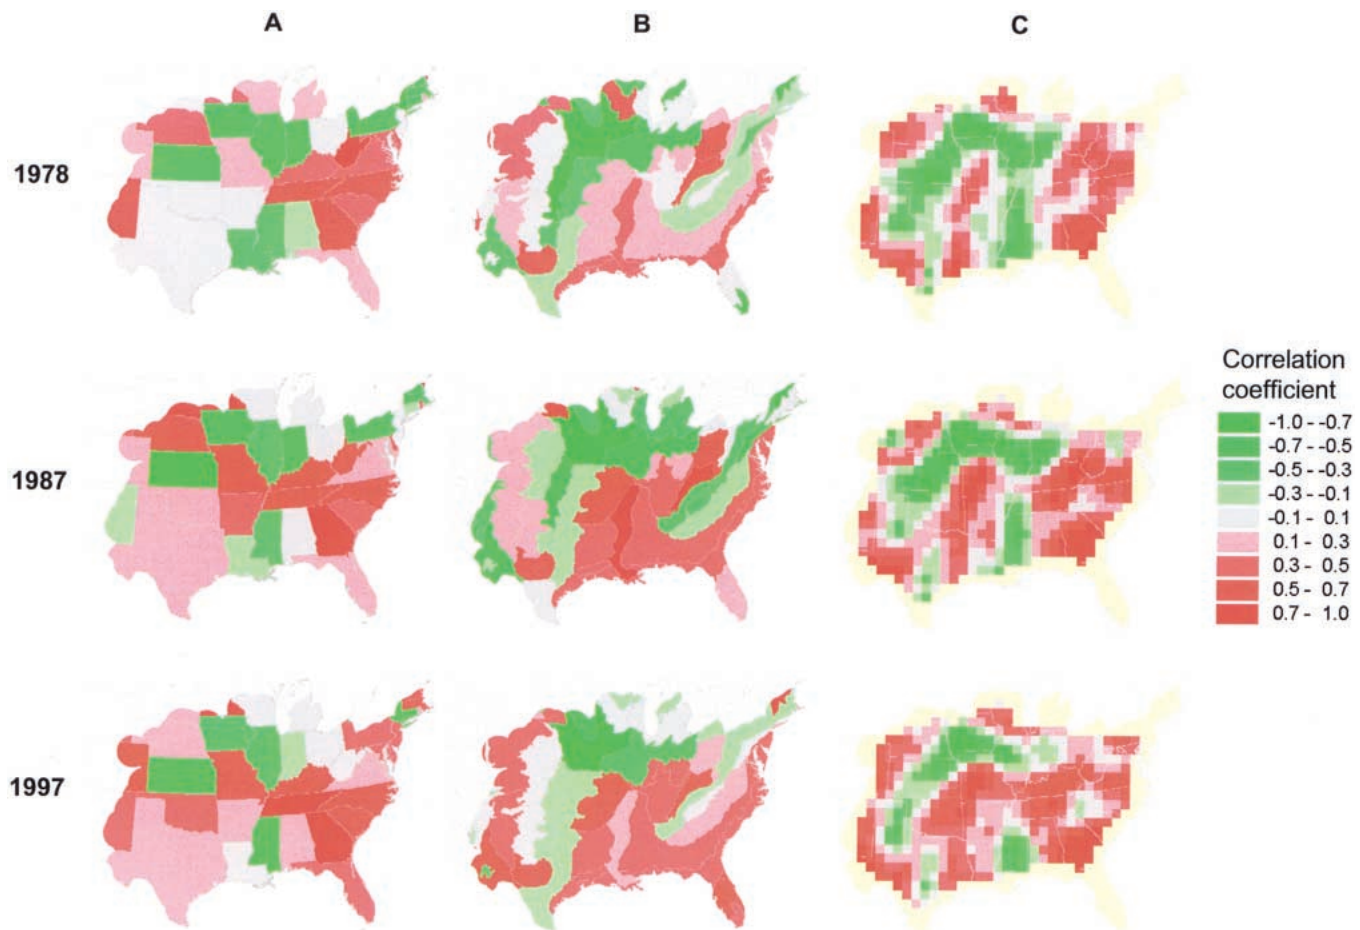 A B C
1978
1987
1997
Correlation
coefficient
-1.0 - -0.7
-0.7 - -0.5
-0.5 - -0.3
-0.3 - -0.1
-0.1 - 0.1
0.1 - 0.3
0.3 - 0.5
0.5 - 0.7
0.7 - 1.0